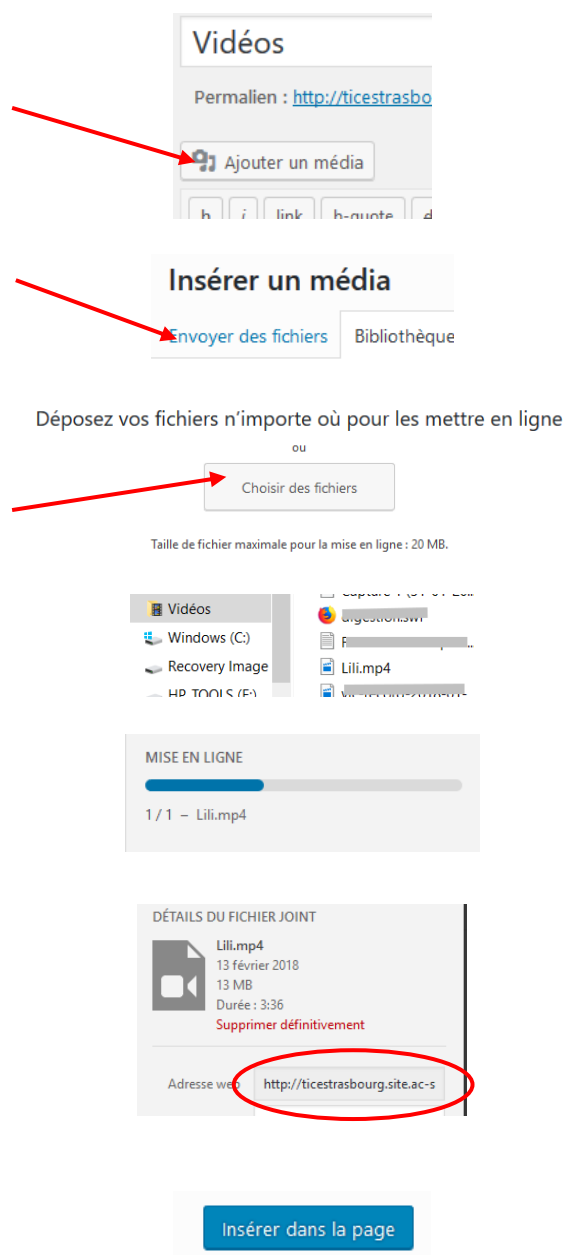 Vidéos
Permalien : http://ticestrasbo
Ajouter un média
b i link b-quote
Insérer un média
Envoyer des fichiers Bibliothèque
Déposez vos fichiers n’importe où pour les mettre en ligne
ou
Choisir des fichiers
Taille de fichier maximale pour la mise en ligne : 20 MB.
Vidéos
Windows (C:)
Recovery Image
Lili.mp4
HP_TOOLS (E:)
MISE EN LIGNE
1 / 1 – Lili.mp4
DÉTAILS DU FICHIER JOINT
Lili.mp4
13 février 2018
13 MB
Durée : 3:36
Supprimer définitivement
Adresse web http://ticestrasbourg.site.ac-s
Insérer dans la page